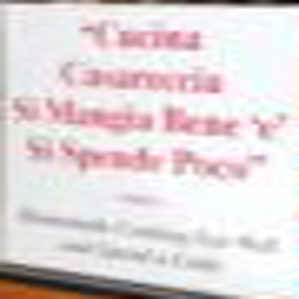 "Cucina
Casareccia
Si Mangia Bene 'e'
Si Spende Poco"
Homemade Cooking Eat Well
and Spend a Little